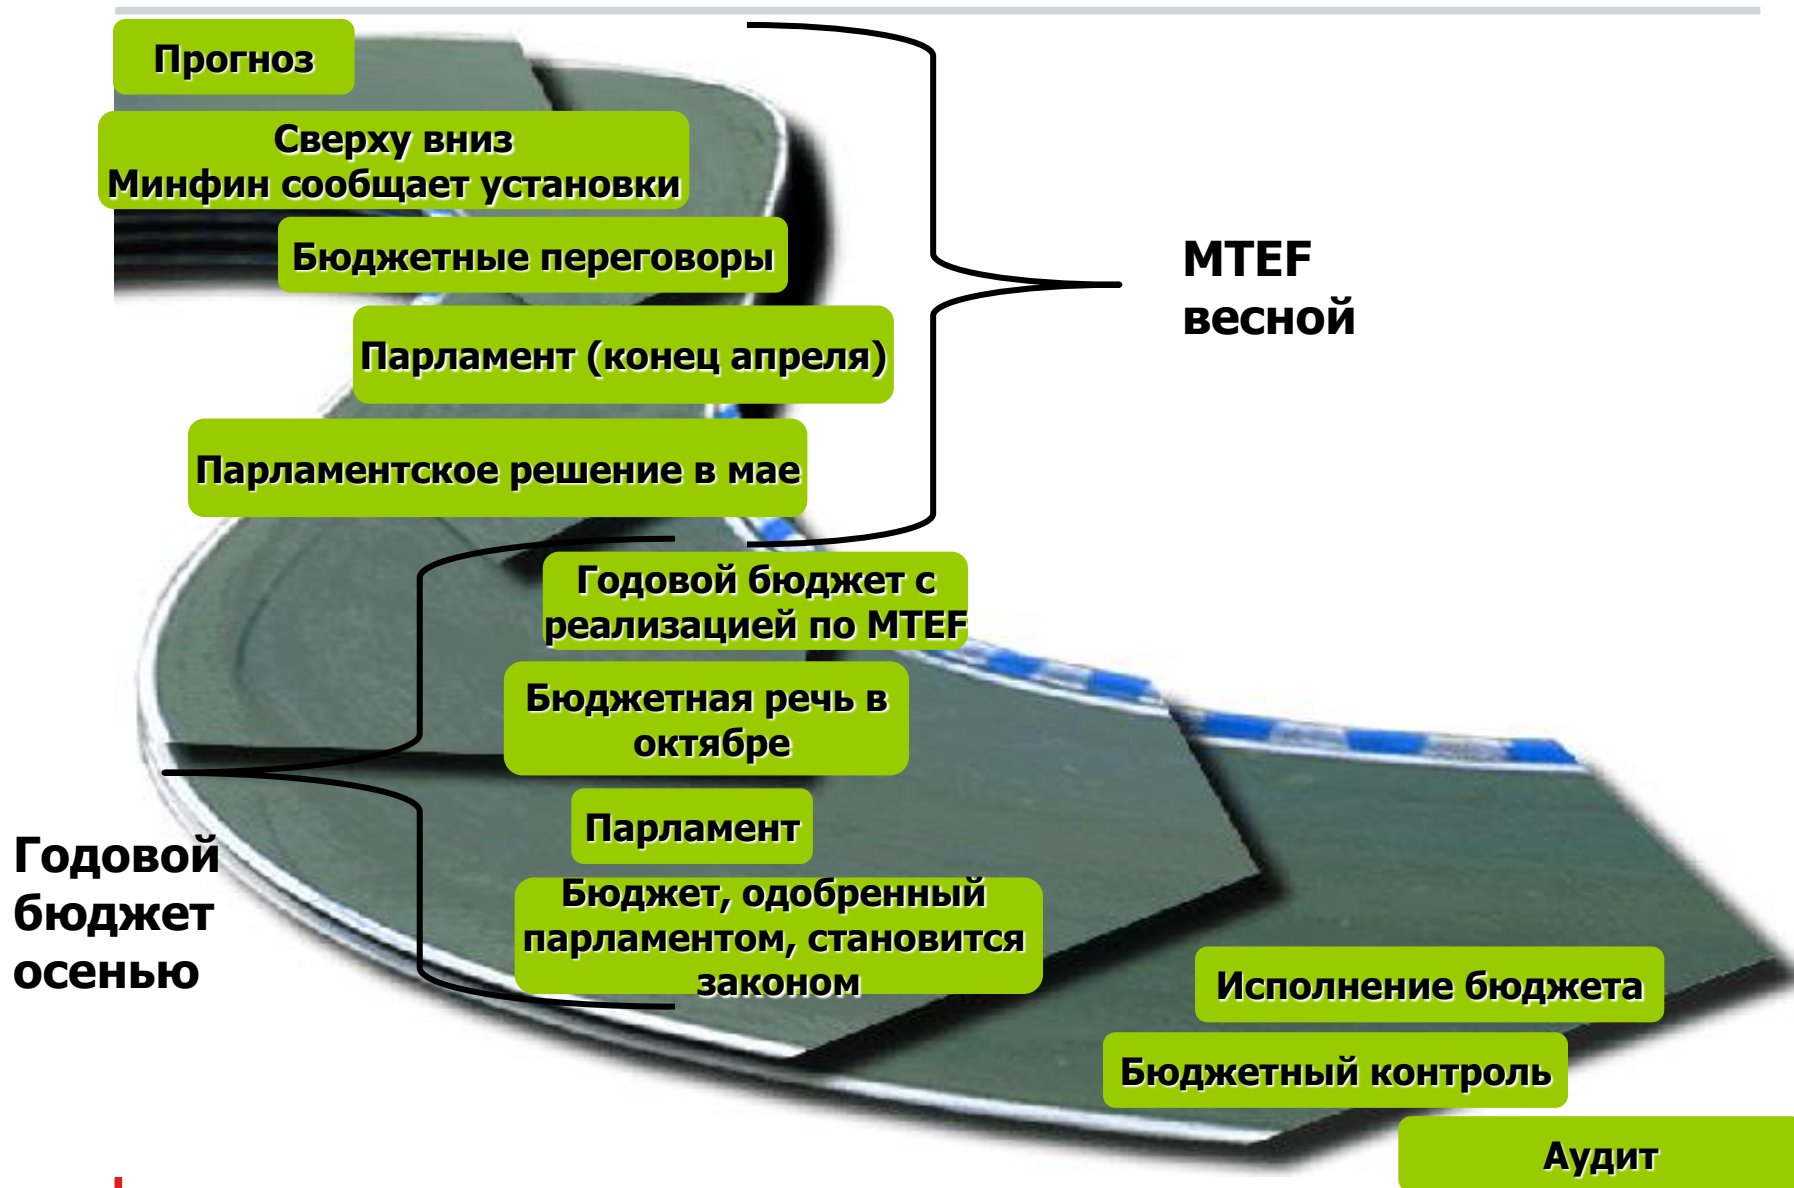 Прогноз
Сверху вниз
Минфин сообщает установки
Бюджетные переговоры
Парламент (конец апреля)
Парламентское решение в мае
MTEF
весной
Годовой бюджет с
реализацией по MTEF
Бюджетная речь в
октябре
Парламент
Бюджет, одобренный
парламентом, становится
законом
Годовой
бюджет
осенью
Исполнение бюджета
Бюджетный контроль
Аудит